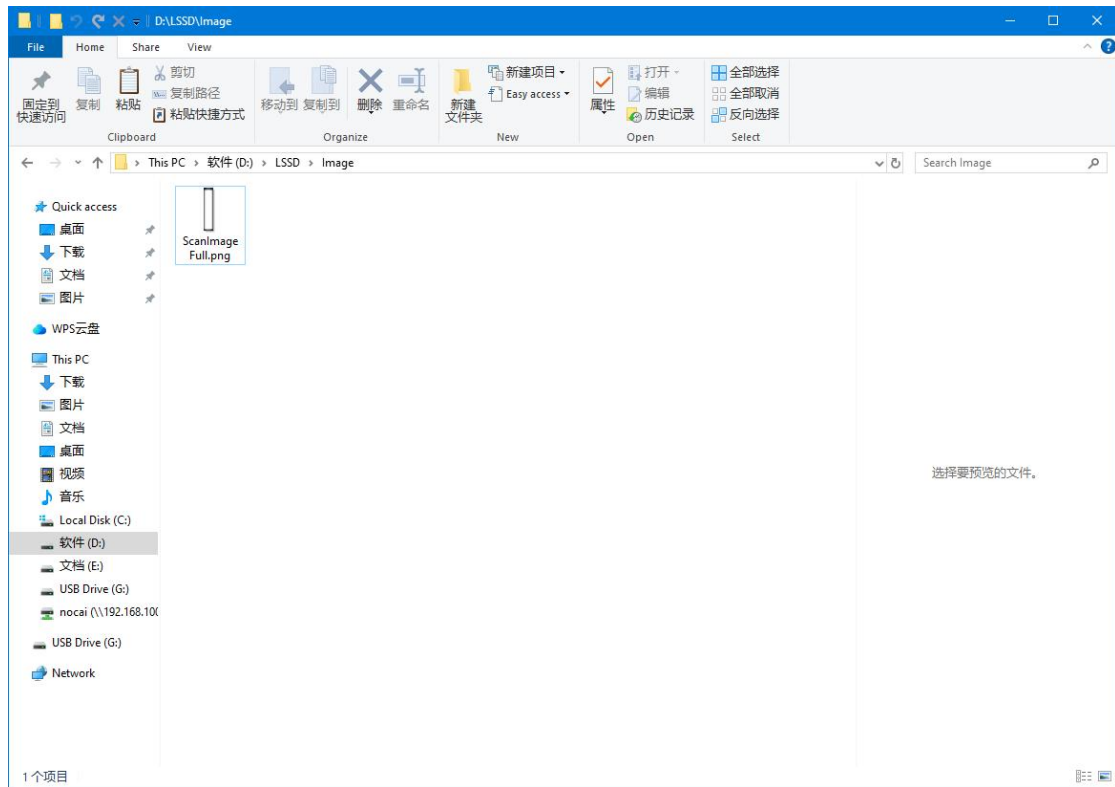 D:\LSSD\Image
File Home Share View
固定到快速访问
复制
粘贴
剪切
复制路径
粘贴快捷方式
Clipboard
移动到
复制到
删除
重命名
Organize
新建文件夹
新建项目
Easy access
New
属性
打开
编辑
历史记录
Open
全部选择
全部取消
反向选择
Select
This PC › 软件 (D:) › LSSD › Image
Search Image
Quick access
桌面
下载
文档
图片
WPS云盘
This PC
下载
图片
文档
桌面
视频
音乐
Local Disk (C:)
软件 (D:)
文档 (E:)
USB Drive (G:)
nocai (\\192.168.100
USB Drive (G:)
Network
ScanImage
Full.png
选择要预览的文件。
1个项目